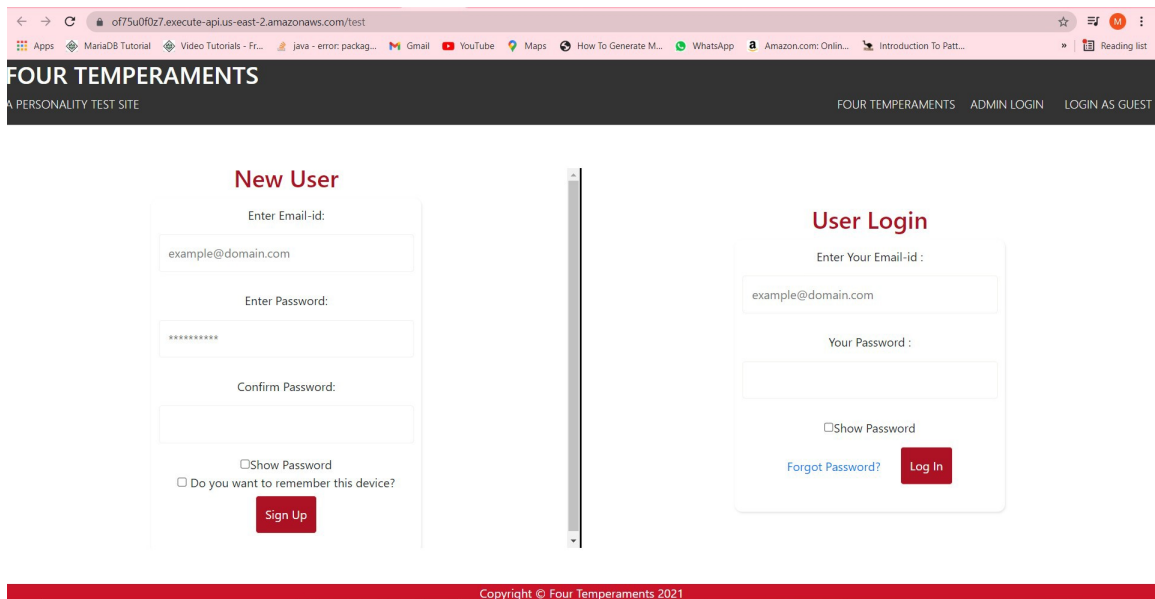 of75u0f0z7.execute-api.us-east-2.amazonaws.com/test
M
Apps MariaDB Tutorial Video Tutorials - Fr... java - error: packag... Gmail YouTube Maps How To Generate M... WhatsApp Amazon.com: Onlin... Introduction To Patt... » Reading list
FOUR TEMPERAMENTS
A PERSONALITY TEST SITE
FOUR TEMPERAMENTS ADMIN LOGIN LOGIN AS GUEST
New User
Enter Email-id:
example@domain.com
Enter Password:
**********
Confirm Password:
Show Password
Do you want to remember this device?
Sign Up
User Login
Enter Your Email-id :
example@domain.com
Your Password :
Show Password
Forgot Password? Log In
Copyright © Four Temperaments 2021